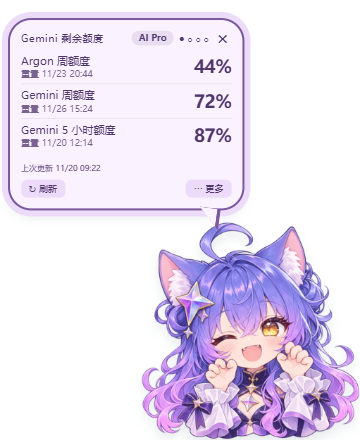 Gemini 剩余额度 AI Pro
Argon 周额度 44%
重置 11/23 20:44
Gemini 周额度 72%
重置 11/26 15:24
Gemini 5 小时额度 87%
重置 11/20 12:14
上次更新 11/20 09:22
↻ 刷新 ··· 更多